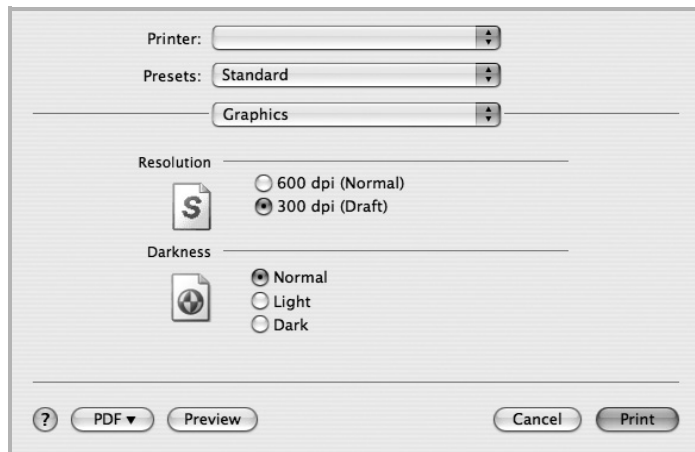 Printer:
Presets: Standard
Graphics
Resolution
600 dpi (Normal)
S
300 dpi (Draft)
Darkness
Normal
Light
Dark
? PDF▼ Preview Cancel Print